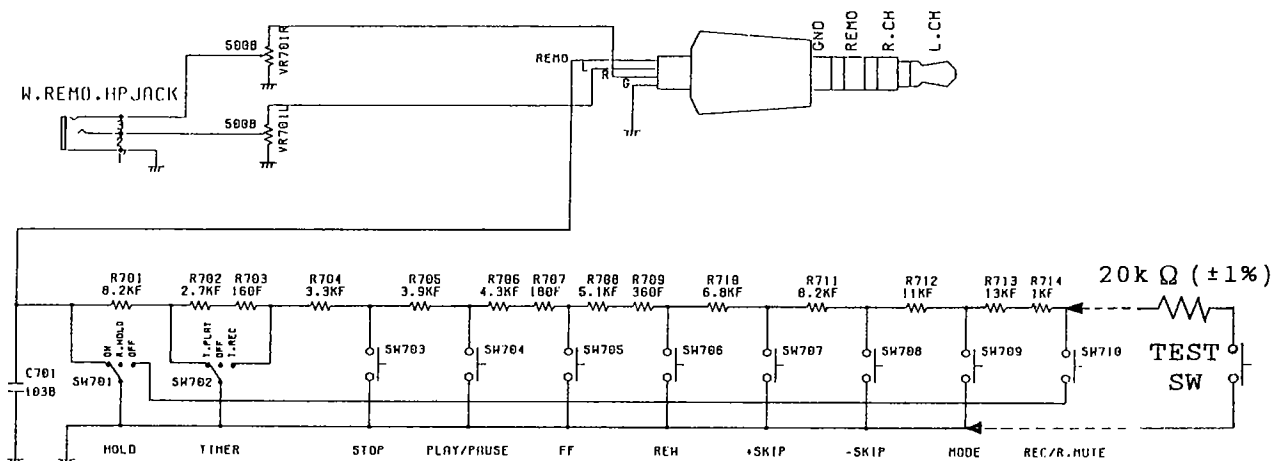 GND
REMO
R.CH
L.CH
500B
VR701R
REMO
L
R
G
W.REMO.HPJACK
500B
VR701L
R701
8.2KF
R702
2.7KF
R703
160F
R704
3.3KF
R705
3.9KF
R706
4.3KF
R707
180F
R708
5.1KF
R709
360F
R710
6.8KF
R711
8.2KF
R712
11KF
R713
13KF
R714
1KF
20kΩ (±1%)
ON
R.HOLD
OFF
T.PLAY
OFF
T.REC
SW701
SW702
SW703
SW704
SW705
SW706
SW707
SW708
SW709
SW710
TEST
SW
C701
103B
HOLD
TIMER
STOP
PLAY/PAUSE
FF
REW
+SKIP
-SKIP
MODE
REC/R.MUTE